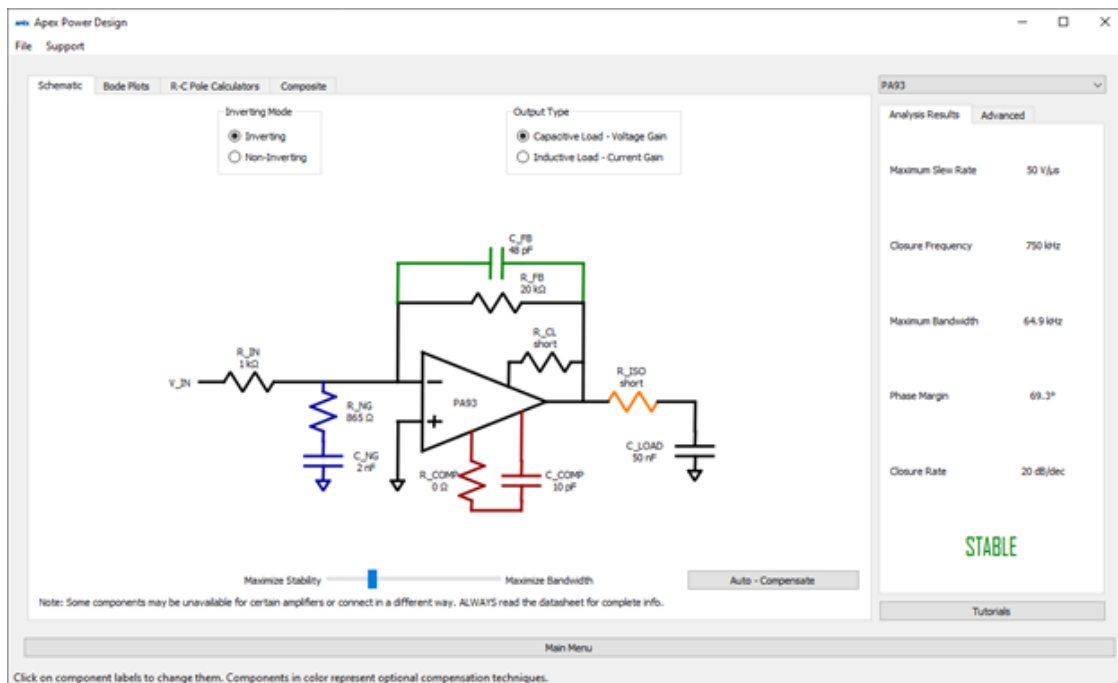 apex Apex Power Design
File Support
Schematic Bode Plots R-C Pole Calculators Composite
PA93
Inverting Mode
Inverting
Non-Inverting
Output Type
Capacitive Load - Voltage Gain
Inductive Load - Current Gain
Analysis Results Advanced
Maximum Slew Rate 50 V/µs
Closure Frequency 750 kHz
Maximum Bandwidth 64.9 kHz
Phase Margin 69.3°
Closure Rate 20 dB/dec
STABLE
C_FB
48 pF
R_FB
20 kΩ
R_CL
short
R_IN
1 kΩ
V_IN
R_ISO
short
PA93
R_NG
865 Ω
C_NG
2 nF
C_LOAD
50 nF
R_COMP
0 Ω
C_COMP
10 pF
Maximize Stability Maximize Bandwidth
Auto - Compensate
Note: Some components may be unavailable for certain amplifiers or connect in a different way. ALWAYS read the datasheet for complete info.
Tutorials
Main Menu
Click on component labels to change them. Components in color represent optional compensation techniques.